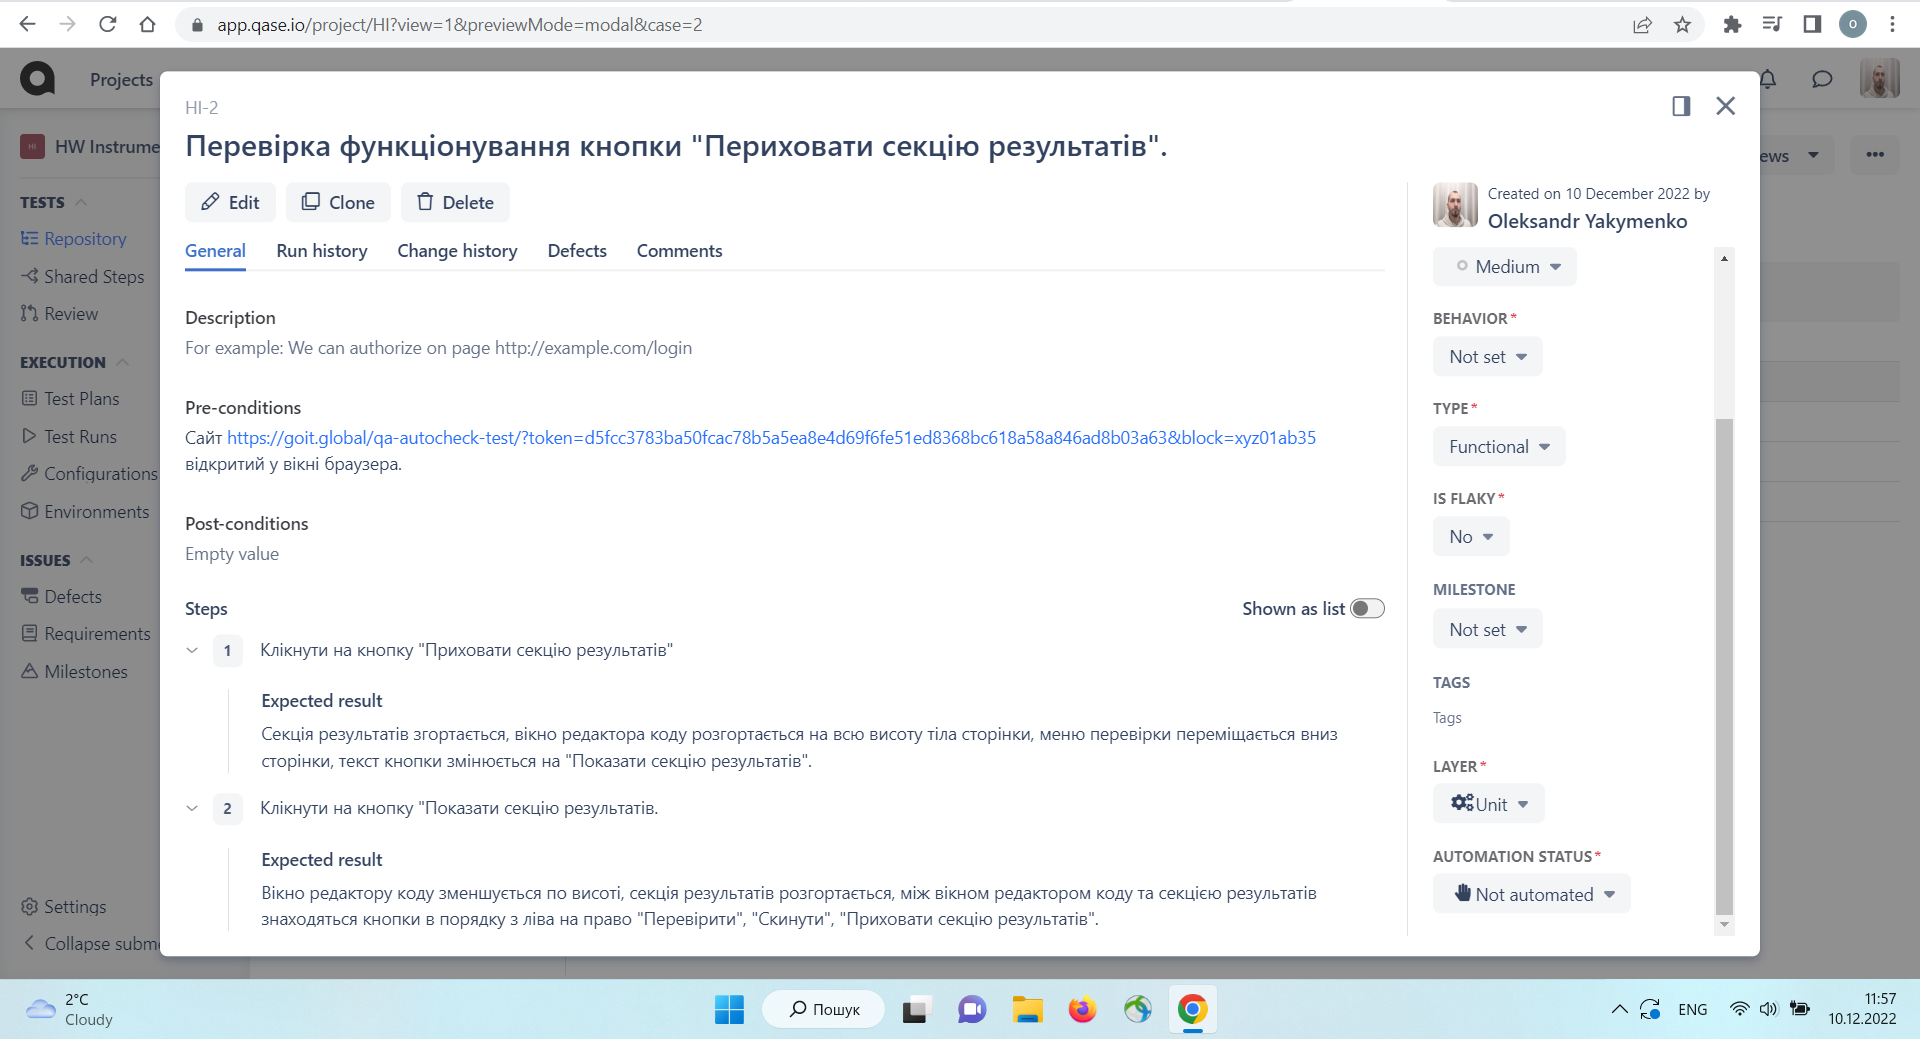 app.qase.io/project/HI?view=1&previewMode=modal&case=2
O
Projects
HI
HW Instrume
TESTS
Repository
Shared Steps
Review
EXECUTION
Test Plans
Test Runs
Configurations
Environments
ISSUES
Defects
Requirements
Milestones
Settings
Collapse subme
ews
HI-2
Перевірка функціонування кнопки "Периховати секцію результатів".
Edit
Clone
Delete
General
Run history
Change history
Defects
Comments
Description
For example: We can authorize on page http://example.com/login
Pre-conditions
Сайт https://goit.global/qa-autocheck-test/?token=d5fcc3783ba50fcac78b5a5ea8e4d69f6fe51ed8368bc618a58a846ad8b03a63&block=xyz01ab35
відкритий у вікні браузера.
Post-conditions
Empty value
Steps
Shown as list
1
Клікнути на кнопку "Приховати секцію результатів"
Expected result
Секція результатів згортається, вікно редактора коду розгортається на всю висоту тіла сторінки, меню перевірки переміщається вниз
сторінки, текст кнопки змінюється на "Показати секцію результатів".
2
Клікнути на кнопку "Показати секцію результатів.
Expected result
Вікно редактору коду зменшується по висоті, секція результатів розгортається, між вікном редактором коду та секцією результатів
знаходяться кнопки в порядку з ліва на право "Перевірити", "Скинути", "Приховати секцію результатів".
Created on 10 December 2022 by
Oleksandr Yakymenko
Medium
BEHAVIOR*
Not set
TYPE*
Functional
IS FLAKY*
No
MILESTONE
Not set
TAGS
Tags
LAYER*
Unit
AUTOMATION STATUS*
Not automated
2°C
Cloudy
Пошук
ENG
11:57
10.12.2022